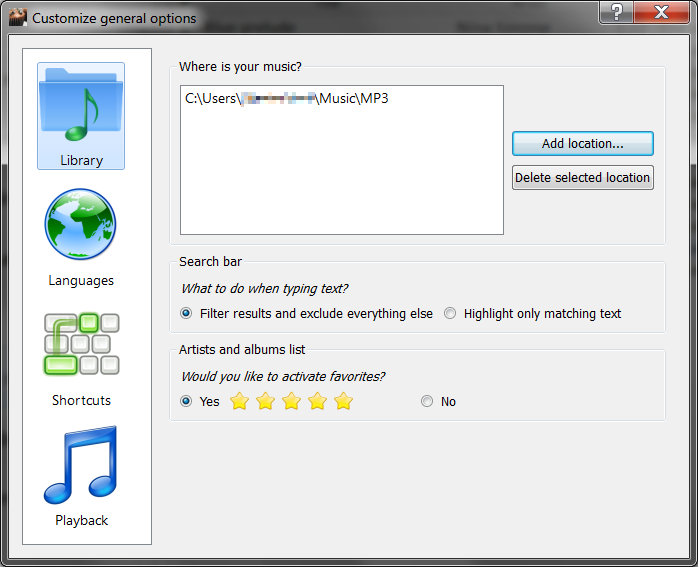 Customize general options
Where is your music?
C:\Users\ \Music\MP3
Library
Add location...
Delete selected location
Languages
Search bar
What to do when typing text?
Filter results and exclude everything else
Highlight only matching text
Shortcuts
Artists and albums list
Would you like to activate favorites?
Yes
No
Playback